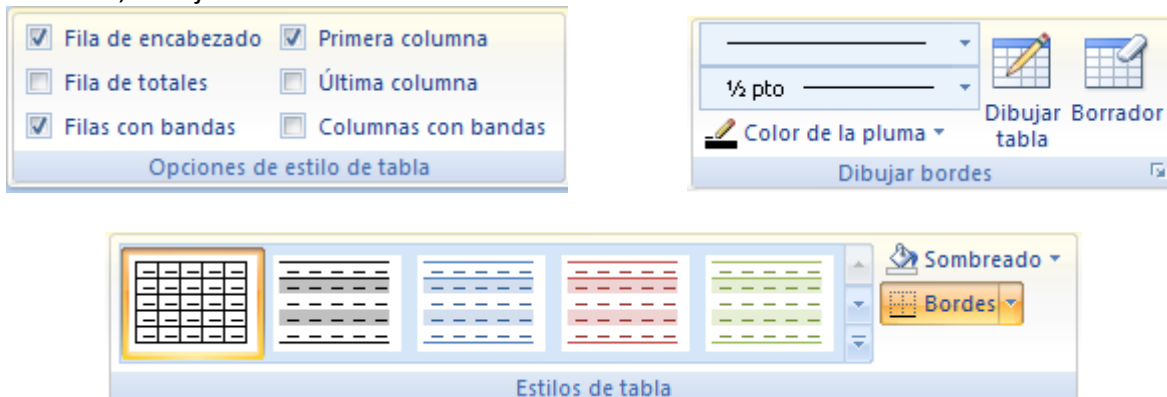 Fila de encabezado Primera columna
Fila de totales Última columna
Filas con bandas Columnas con bandas
Opciones de estilo de tabla
½ pto
Color de la pluma
Dibujar tabla
Borrador
Dibujar bordes
Sombreado
Bordes
Estilos de tabla